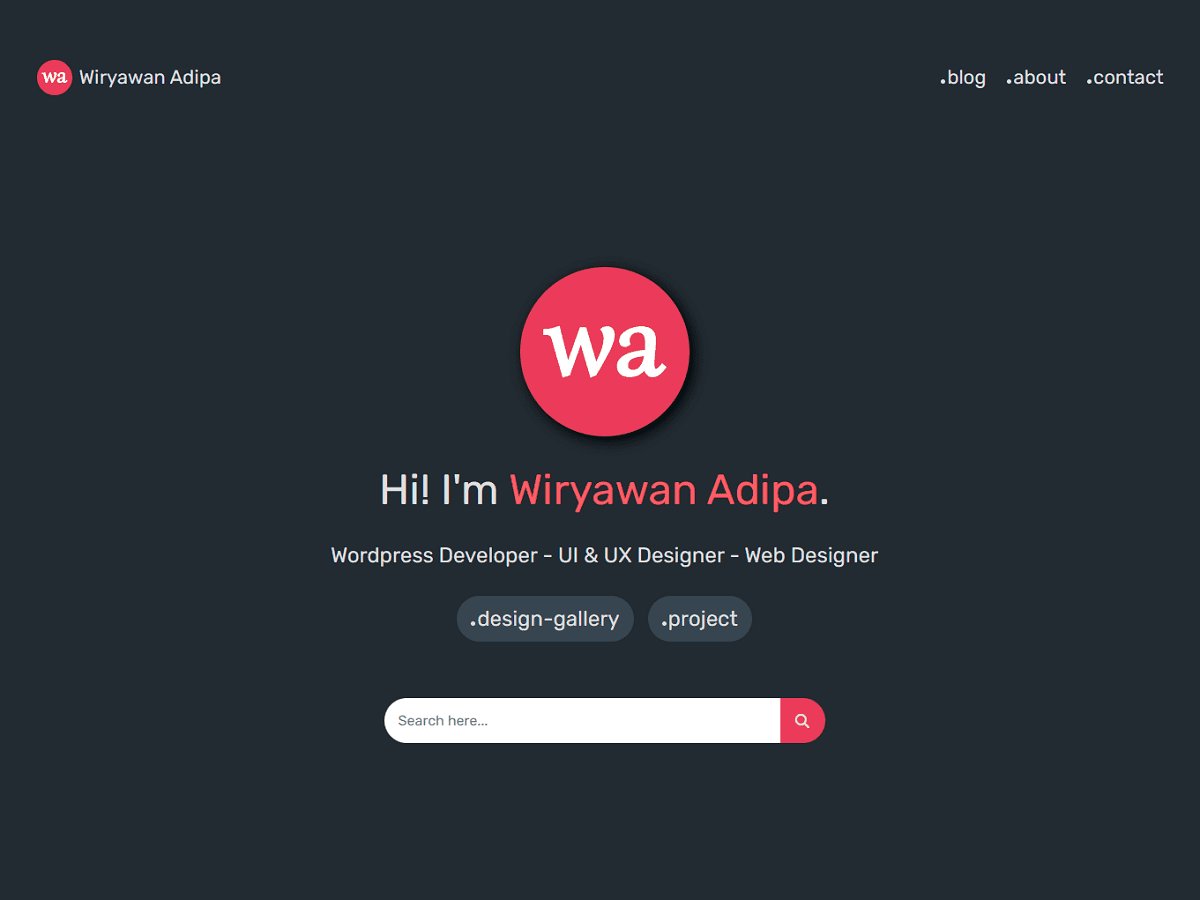 wa Wiryawan Adipa .blog .about .contact
wa
Hi! I'm Wiryawan Adipa.
Wordpress Developer - UI & UX Designer - Web Designer
.design-gallery .project
Search here...